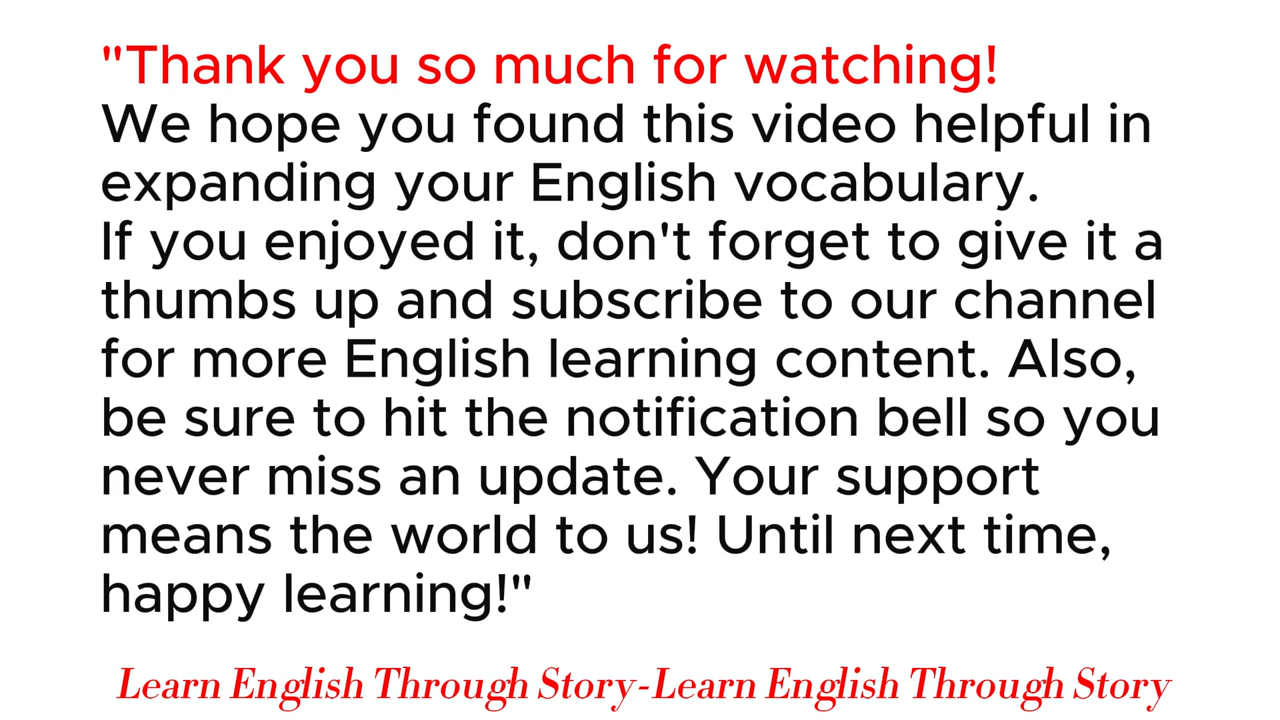 "Thank you so much for watching!
We hope you found this video helpful in
expanding your English vocabulary.
If you enjoyed it, don't forget to give it a
thumbs up and subscribe to our channel
for more English learning content. Also,
be sure to hit the notification bell so you
never miss an update. Your support
means the world to us! Until next time,
happy learning!"
Learn English Through Story-Learn English Through Story